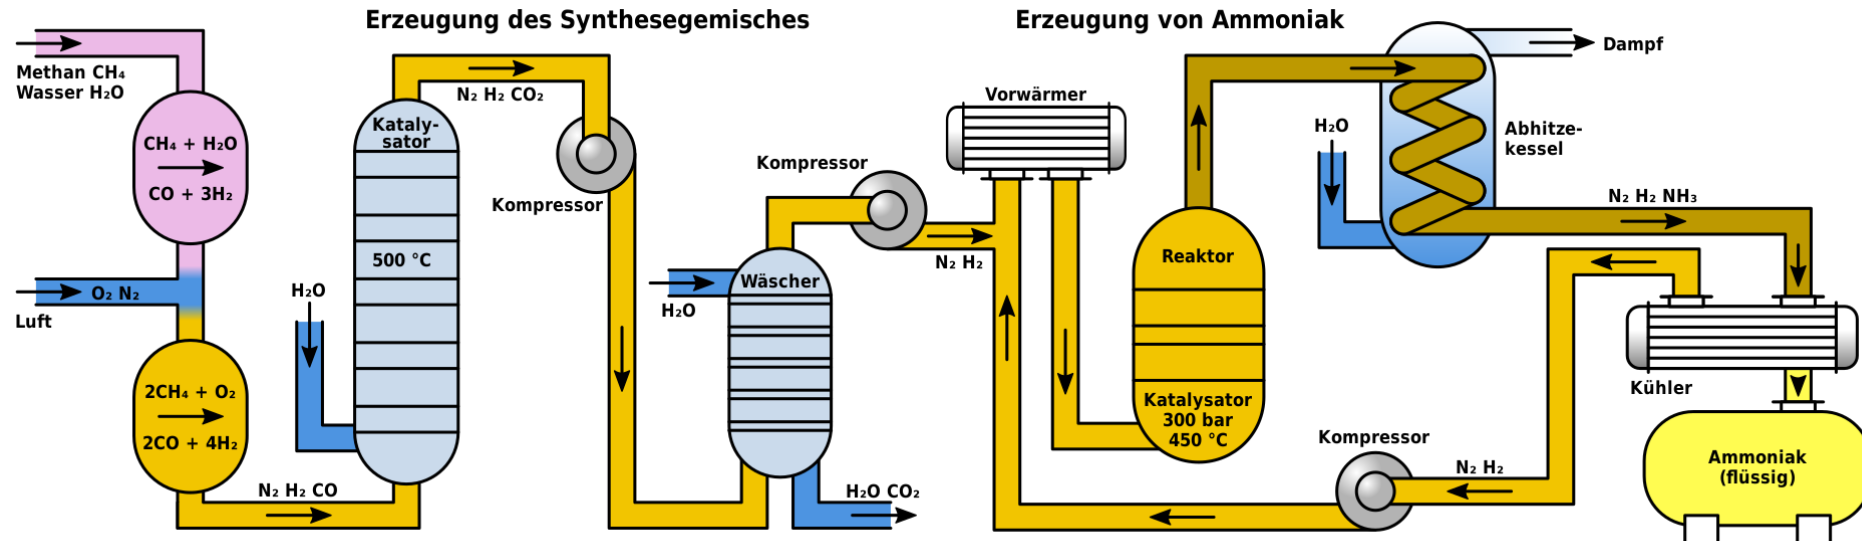 Erzeugung des Synthesegemisches
Erzeugung von Ammoniak
Methan CH₄
Wasser H₂O
CH₄ + H₂O
CO + 3H₂
O₂ N₂
Luft
2CH₄ + O₂
2CO + 4H₂
N₂ H₂ CO
H₂O
Kataly-
sator
500 °C
N₂ H₂ CO₂
Kompressor
H₂O
Wäscher
H₂O CO₂
Kompressor
N₂ H₂
Vorwärmer
Reaktor
Katalysator
300 bar
450 °C
H₂O
Dampf
Abhitze-
kessel
N₂ H₂ NH₃
Kühler
Ammoniak
(flüssig)
N₂ H₂
Kompressor